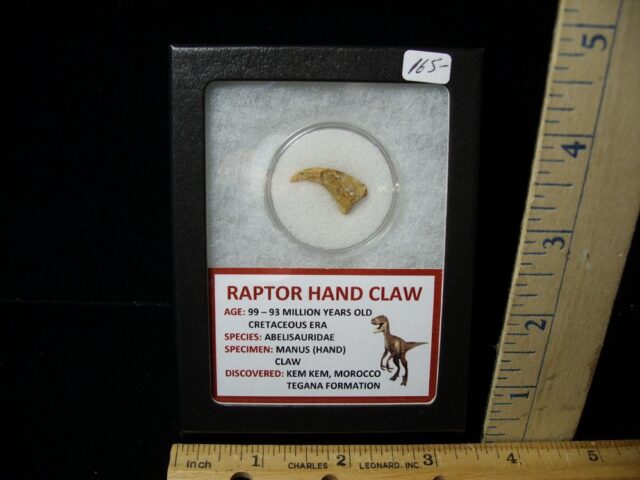 165-
RAPTOR HAND CLAW
AGE: 99 – 93 MILLION YEARS OLD
CRETACEOUS ERA
SPECIES: ABELISAURIDAE
SPECIMEN: MANUS (HAND)
CLAW
DISCOVERED: KEM KEM, MOROCCO
TEGANA FORMATION
5
4
3
2
1
inch 1 2 3 4 5
CHARLES LEONARD, INC.